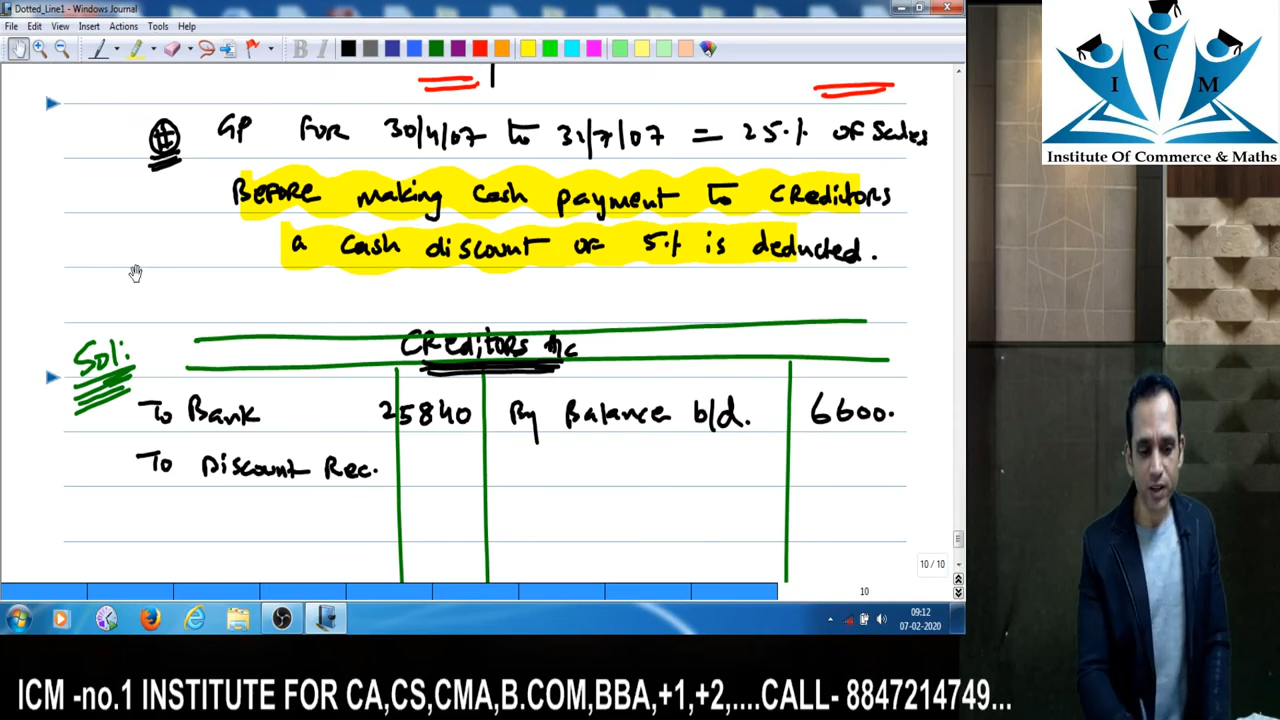 Dotted_Line1 - Windows Journal
File Edit View Insert Actions Tools Help
B I
GP FOR 30/4/07 to 31/7/07 = 25% of Sales
BEFORE making Cash payment to CReditors
a Cash discount of 5% is deducted.
Sol:
CReditors A/c
To Bank 25840 By Balance b/d. 6600.
To Discount Rec.
10 / 10
10
09:12
07-02-2020
I C M
Institute Of Commerce & Maths
ICM -no.1 INSTITUTE FOR CA,CS,CMA,B.COM,BBA,+1,+2,....CALL- 8847214749...